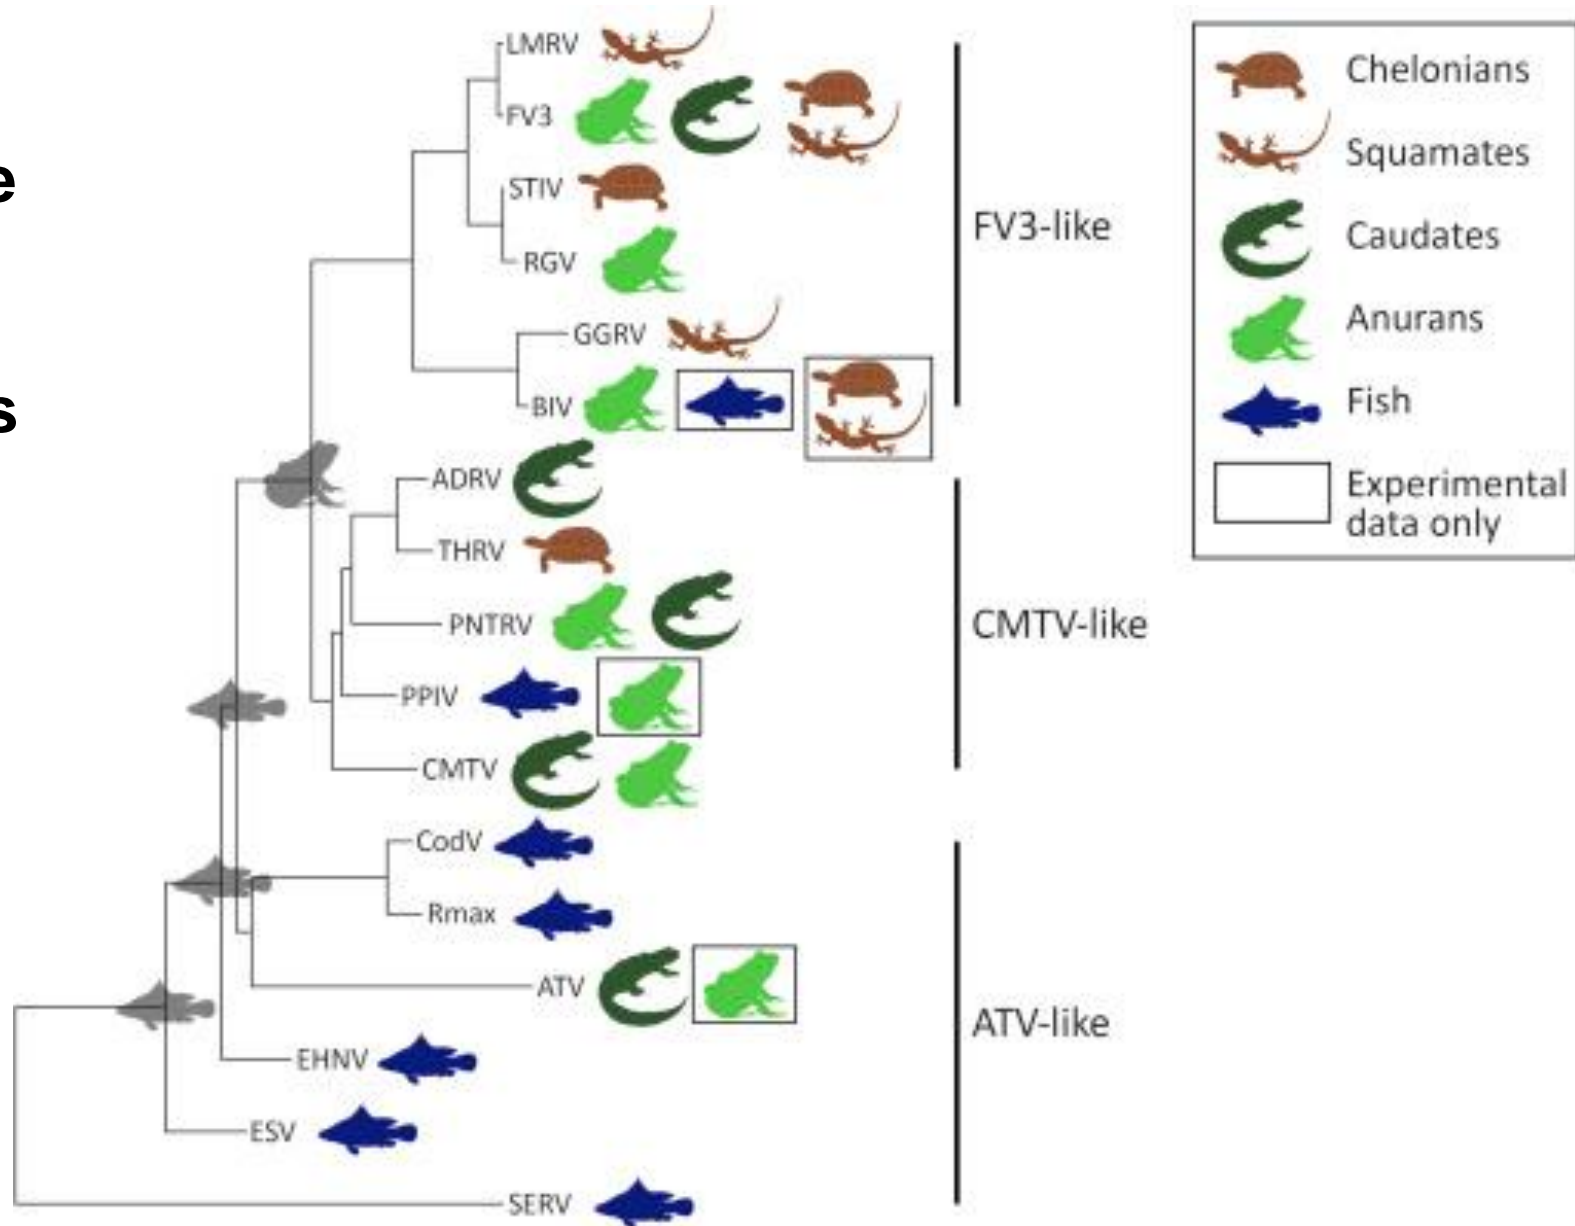 e
s
LMRV
FV3
STIV
RGV
GGRV
BIV
ADRV
THRV
PNTRV
PPIV
CMTV
CodV
Rmax
ATV
EHNV
ESV
SERV
FV3-like
CMTV-like
ATV-like
Chelonians
Squamates
Caudates
Anurans
Fish
Experimental
data only